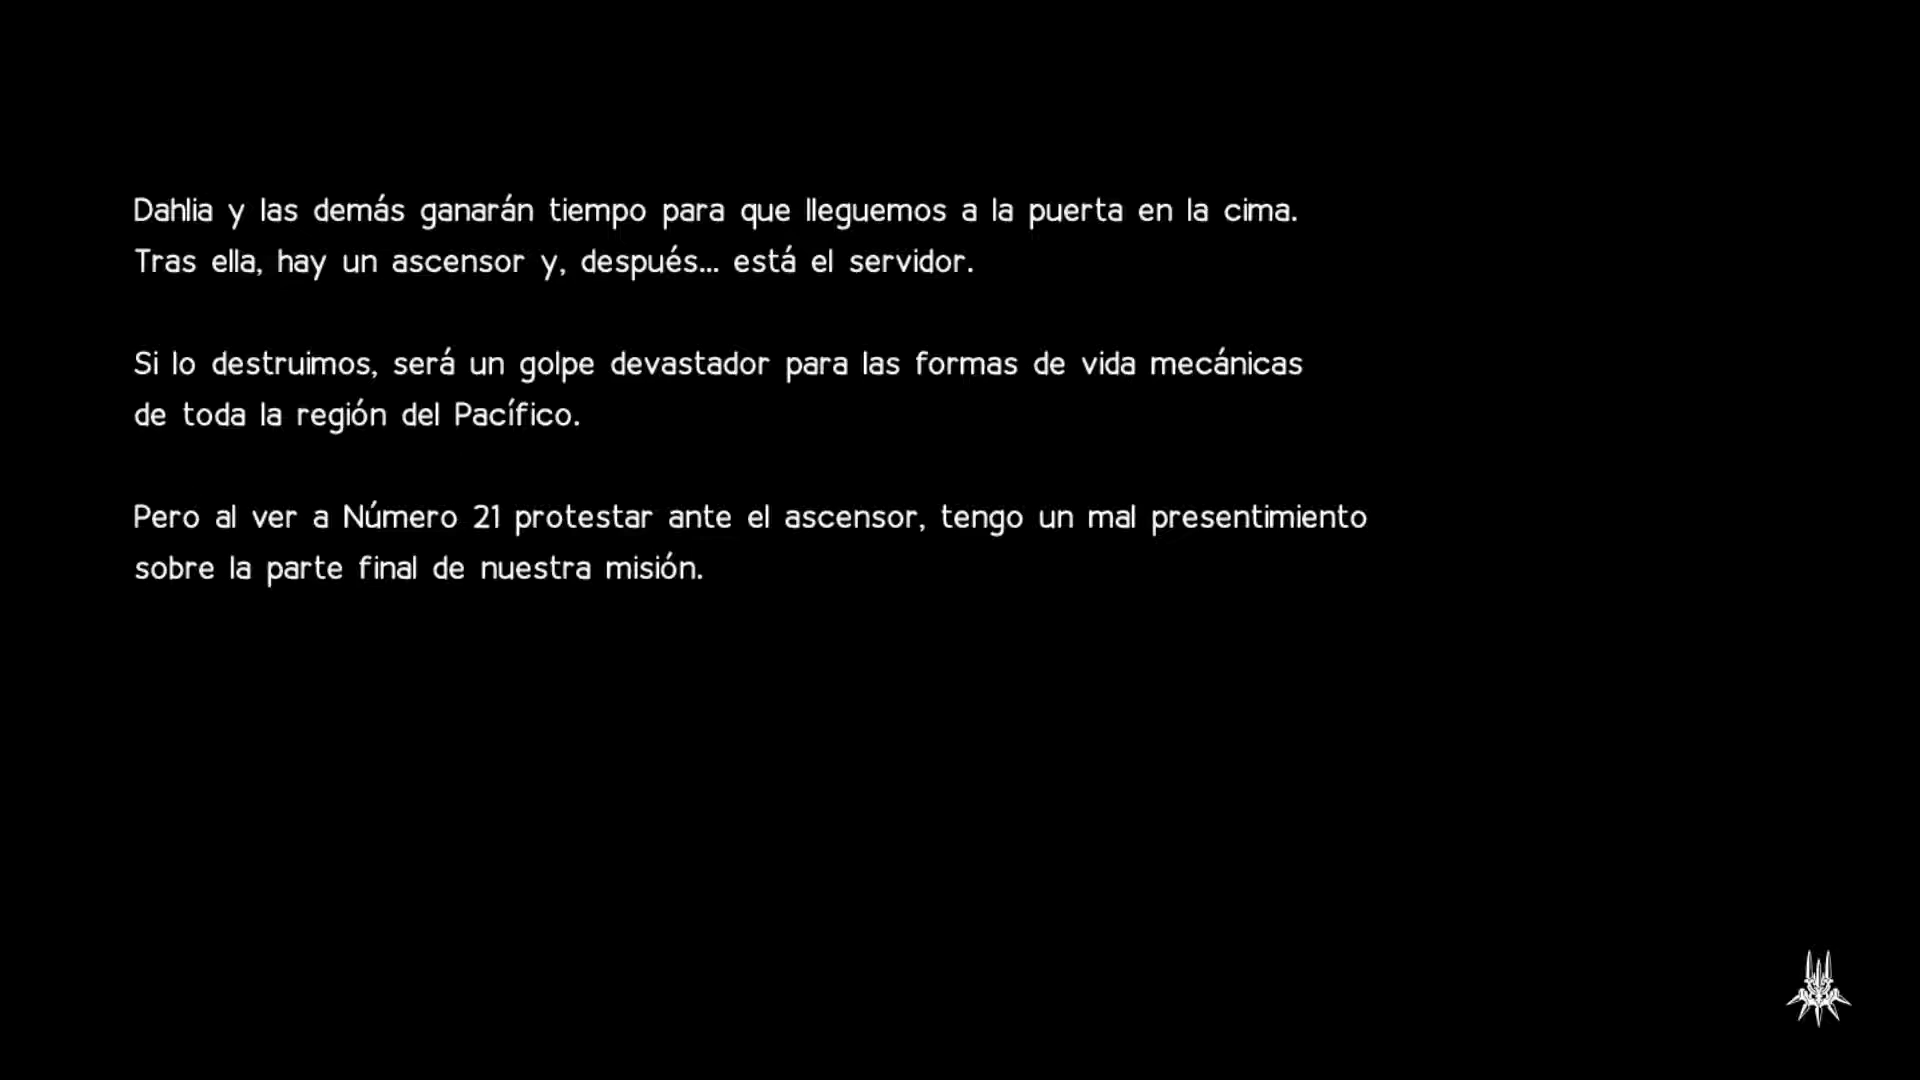 Dahlia y las demás ganarán tiempo para que lleguemos a la puerta en la cima.
Tras ella, hay un ascensor y, después... está el servidor.
Si lo destruimos, será un golpe devastador para las formas de vida mecánicas
de toda la región del Pacífico.
Pero al ver a Número 21 protestar ante el ascensor, tengo un mal presentimiento
sobre la parte final de nuestra misión.